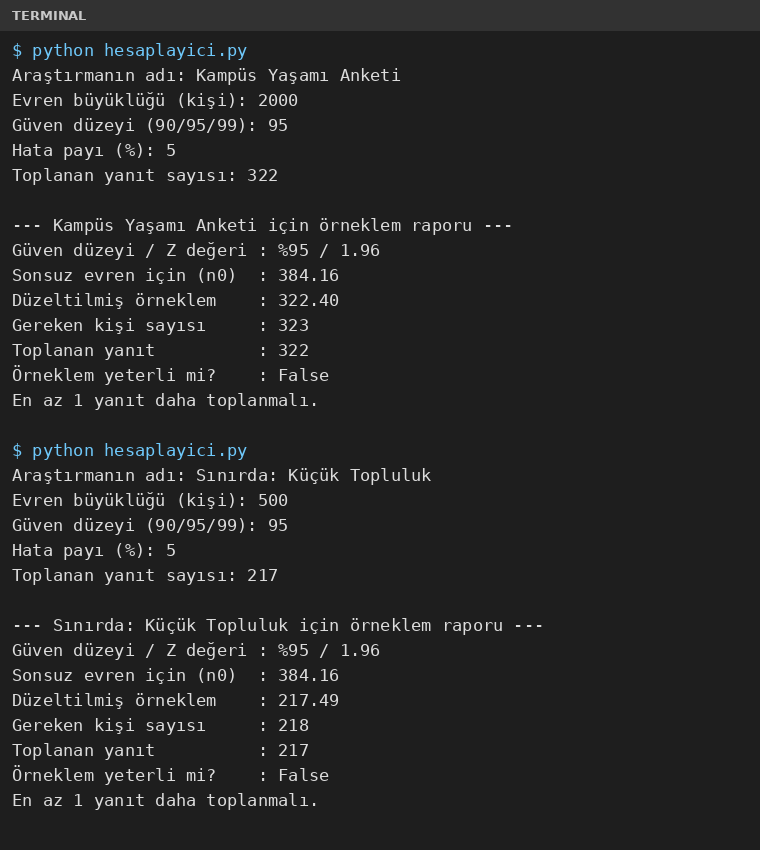 TERMINAL
$ python hesaplayici.py
Araştırmanın adı: Kampüs Yaşamı Anketi
Evren büyüklüğü (kişi): 2000
Güven düzeyi (90/95/99): 95
Hata payı (%): 5
Toplanan yanıt sayısı: 322
--- Kampüs Yaşamı Anketi için örneklem raporu ---
Güven düzeyi / Z değeri : %95 / 1.96
Sonsuz evren için (n0)  : 384.16
Düzeltilmiş örneklem    : 322.40
Gereken kişi sayısı     : 323
Toplanan yanıt          : 322
Örneklem yeterli mi?    : False
En az 1 yanıt daha toplanmalı.
$ python hesaplayici.py
Araştırmanın adı: Sınırda: Küçük Topluluk
Evren büyüklüğü (kişi): 500
Güven düzeyi (90/95/99): 95
Hata payı (%): 5
Toplanan yanıt sayısı: 217
--- Sınırda: Küçük Topluluk için örneklem raporu ---
Güven düzeyi / Z değeri : %95 / 1.96
Sonsuz evren için (n0)  : 384.16
Düzeltilmiş örneklem    : 217.49
Gereken kişi sayısı     : 218
Toplanan yanıt          : 217
Örneklem yeterli mi?    : False
En az 1 yanıt daha toplanmalı.